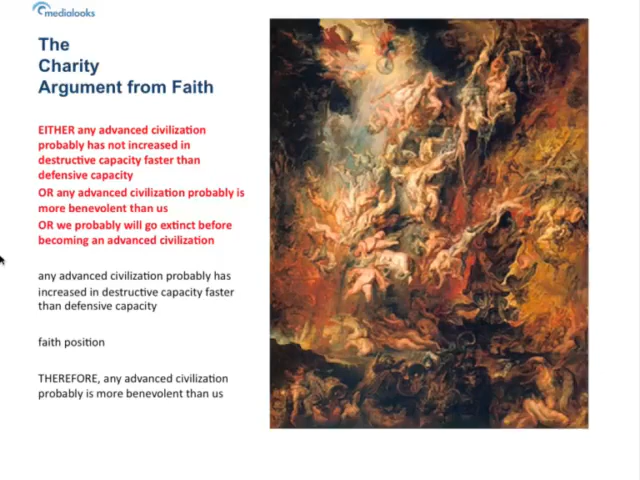 medialooks
The
Charity
Argument from Faith
EITHER any advanced civilization
probably has not increased in
destructive capacity faster than
defensive capacity
OR any advanced civilization probably is
more benevolent than us
OR we probably will go extinct before
becoming an advanced civilization
any advanced civilization probably has
increased in destructive capacity faster
than defensive capacity
faith position
THEREFORE, any advanced civilization
probably is more benevolent than us